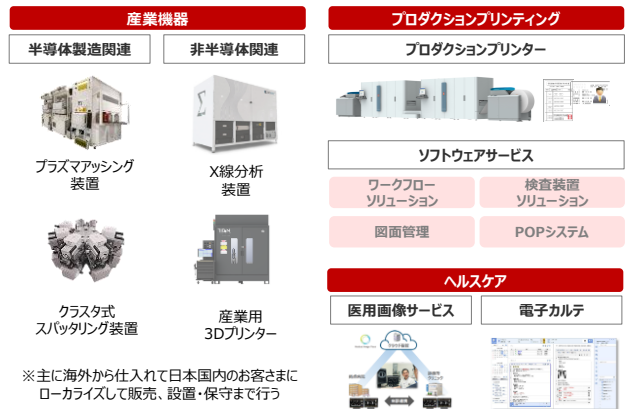 産業機器
半導体製造関連
非半導体関連
プラズマアッシング
装置
X線分析
装置
クラスタ式
スパッタリング装置
産業用
3Dプリンター
※主に海外から仕入れて日本国内のお客さまに
ローカライズして販売、設置・保守まで行う
プロダクションプリンティング
プロダクションプリンター
ソフトウェアサービス
ワークフロー
ソリューション
検査装置
ソリューション
図面管理
POPシステム
ヘルスケア
医用画像サービス
電子カルテ